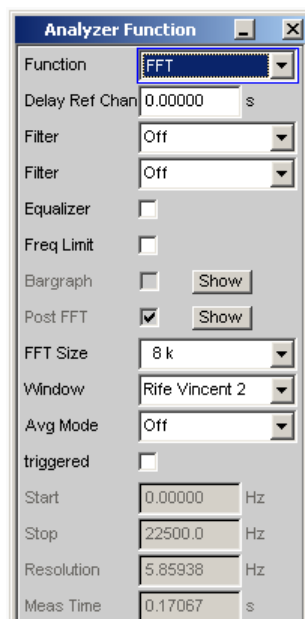 Analyzer Function
Function FFT
Delay Ref Chan 0.00000 s
Filter Off
Filter Off
Equalizer
Freq Limit
Bargraph Show
Post FFT Show
FFT Size 8 k
Window Rife Vincent 2
Avg Mode Off
triggered
Start 0.00000 Hz
Stop 22500.0 Hz
Resolution 5.85938 Hz
Meas Time 0.17067 s